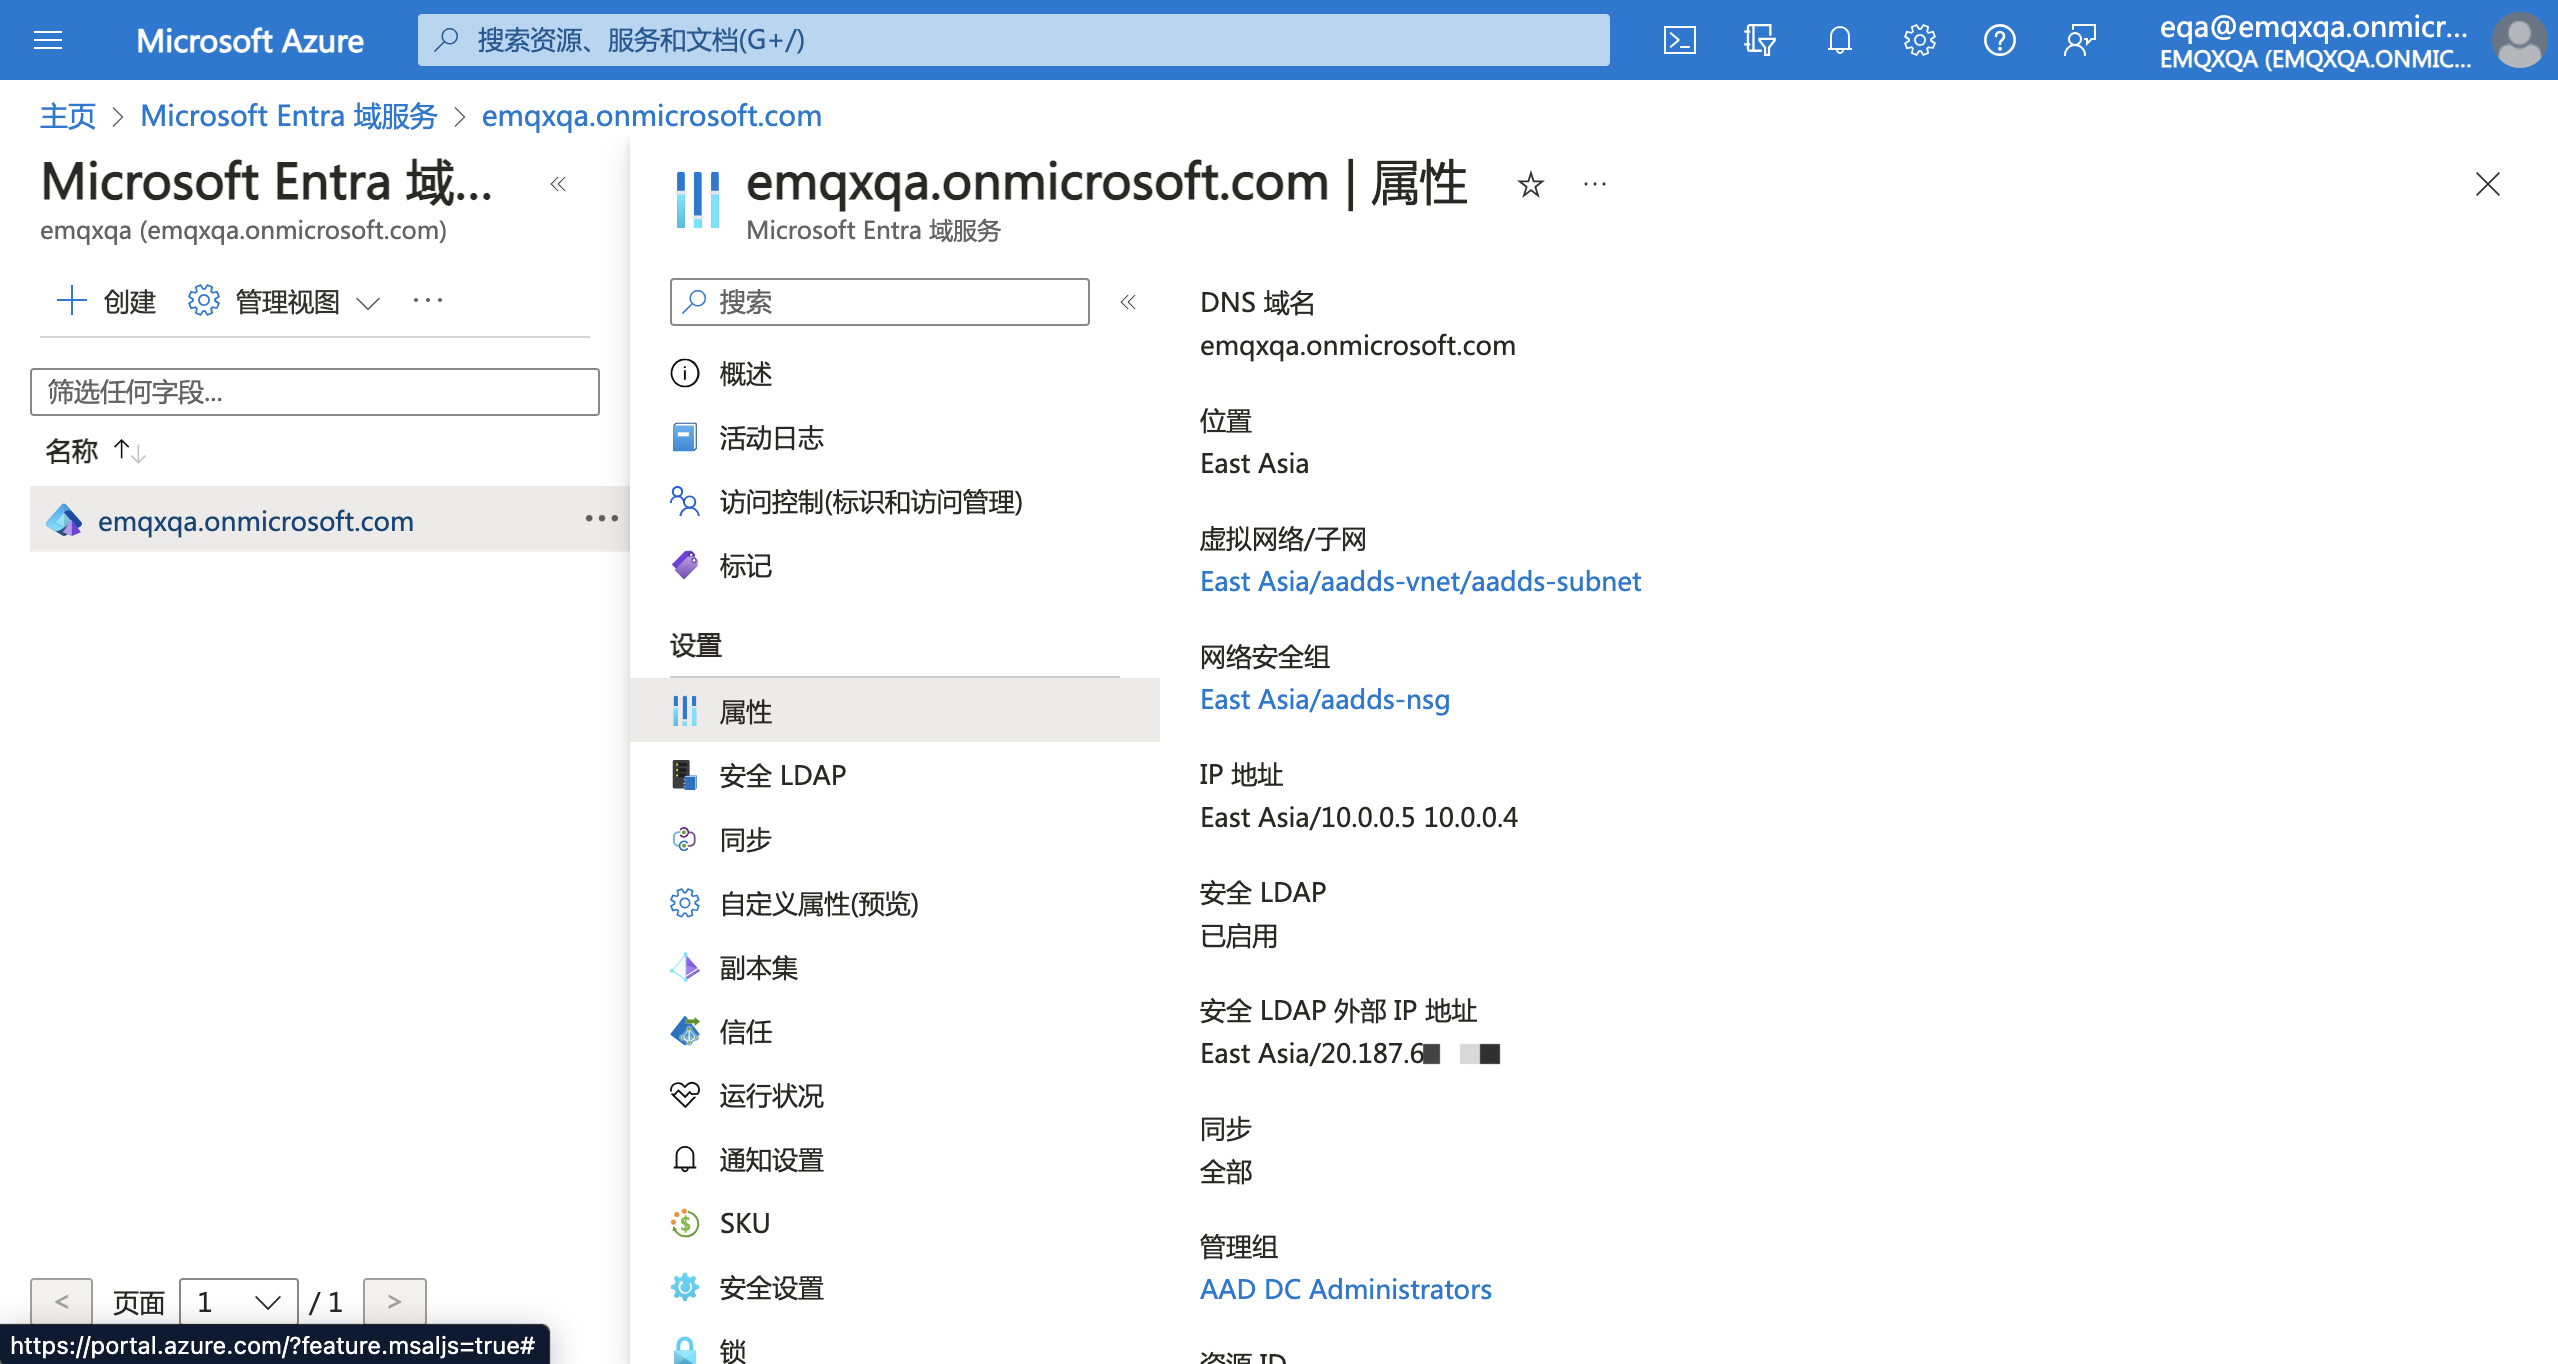 Microsoft Azure
搜索资源、服务和文档(G+/)
eqa@emqxqa.onmicr...
EMQXQA (EMQXQA.ONMIC...
主页 > Microsoft Entra 域服务 > emqxqa.onmicrosoft.com
Microsoft Entra 域...
emqxqa (emqxqa.onmicrosoft.com)
创建
管理视图
筛选任何字段...
名称
emqxqa.onmicrosoft.com
< 页面 1 / 1 >
https://portal.azure.com/?feature.msaljs=true#
emqxqa.onmicrosoft.com | 属性
Microsoft Entra 域服务
搜索
概述
活动日志
访问控制(标识和访问管理)
标记
设置
属性
安全 LDAP
同步
自定义属性(预览)
副本集
信任
运行状况
通知设置
SKU
安全设置
锁
DNS 域名
emqxqa.onmicrosoft.com
位置
East Asia
虚拟网络/子网
East Asia/aadds-vnet/aadds-subnet
网络安全组
East Asia/aadds-nsg
IP 地址
East Asia/10.0.0.5 10.0.0.4
安全 LDAP
已启用
安全 LDAP 外部 IP 地址
East Asia/20.187.6
同步
全部
管理组
AAD DC Administrators
资源 ID